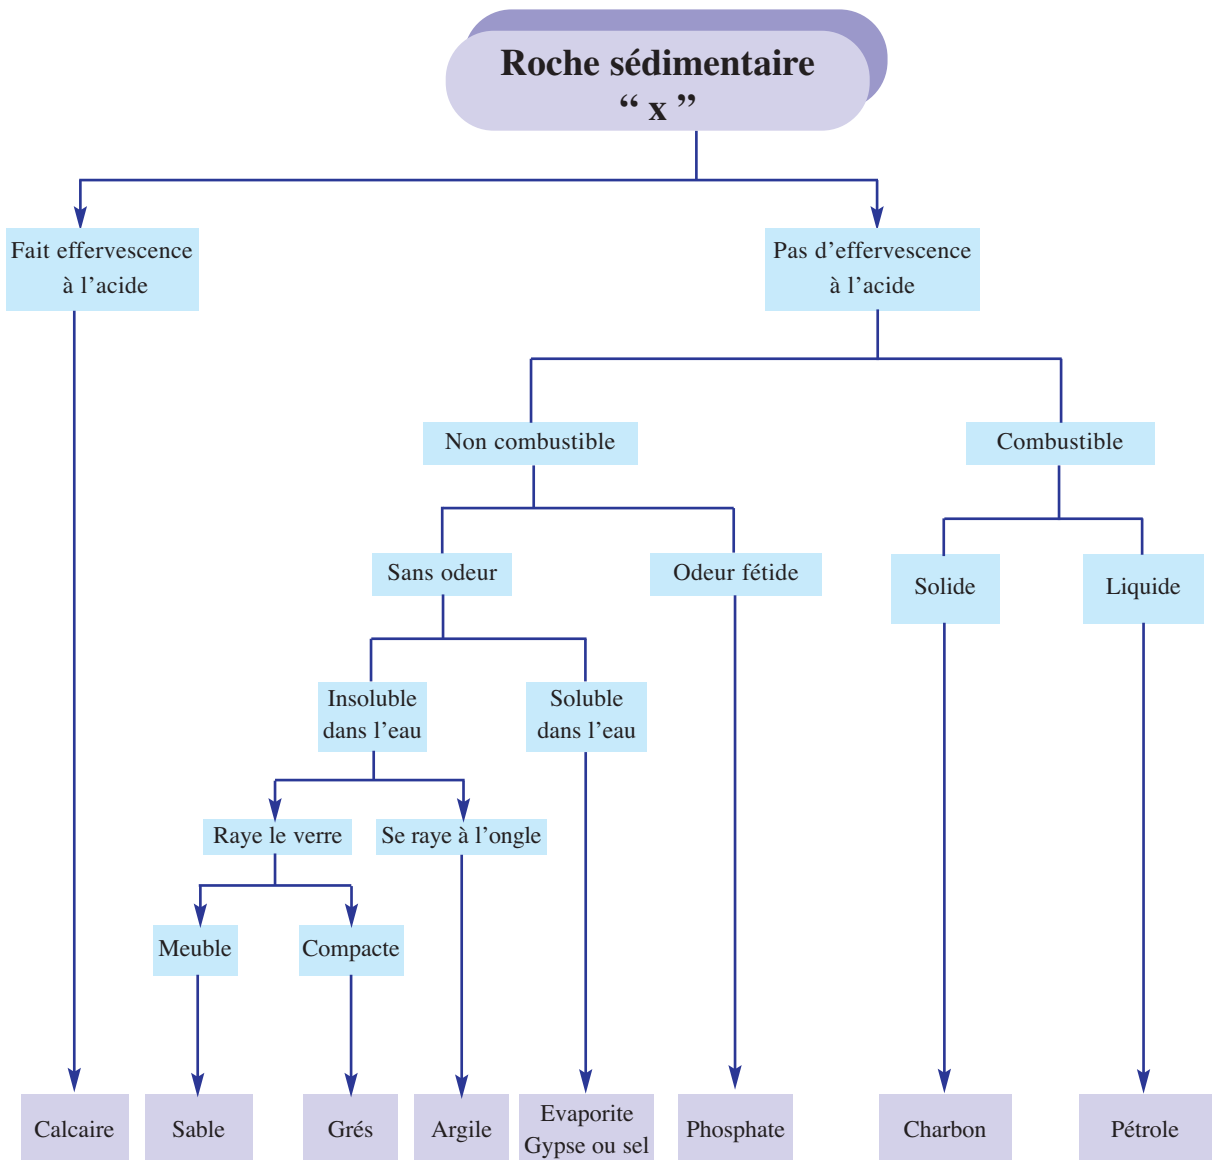 Roche sédimentaire
“ x ”
Fait effervescence
à l’acide
Pas d’effervescence
à l’acide
Non combustible
Combustible
Sans odeur
Odeur fétide
Solide
Liquide
Insoluble
dans l’eau
Soluble
dans l’eau
Raye le verre
Se raye à l’ongle
Meuble
Compacte
Calcaire
Sable
Grés
Argile
Evaporite
Gypse ou sel
Phosphate
Charbon
Pétrole